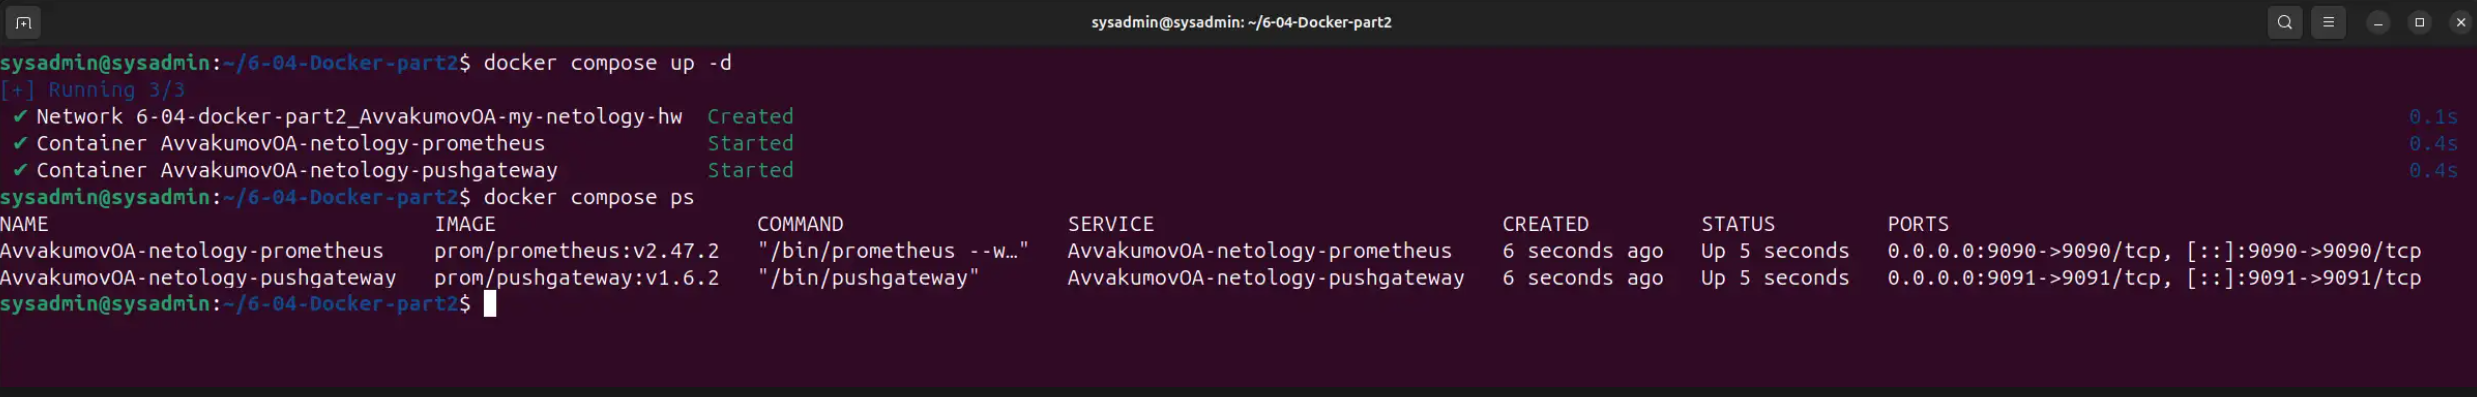 sysadmin@sysadmin: ~/6-04-Docker-part2
sysadmin@sysadmin:~/6-04-Docker-part2$ docker compose up -d
[+] Running 3/3
✔ Network 6-04-docker-part2_AvvakumovOA-my-netology-hw Created 0.1s
✔ Container AvvakumovOA-netology-prometheus Started 0.4s
✔ Container AvvakumovOA-netology-pushgateway Started 0.4s
sysadmin@sysadmin:~/6-04-Docker-part2$ docker compose ps
NAME IMAGE COMMAND SERVICE CREATED STATUS PORTS
AvvakumovOA-netology-prometheus prom/prometheus:v2.47.2 "/bin/prometheus --w…" AvvakumovOA-netology-prometheus 6 seconds ago Up 5 seconds 0.0.0.0:9090->9090/tcp, [::]:9090->9090/tcp
AvvakumovOA-netology-pushgateway prom/pushgateway:v1.6.2 "/bin/pushgateway" AvvakumovOA-netology-pushgateway 6 seconds ago Up 5 seconds 0.0.0.0:9091->9091/tcp, [::]:9091->9091/tcp
sysadmin@sysadmin:~/6-04-Docker-part2$